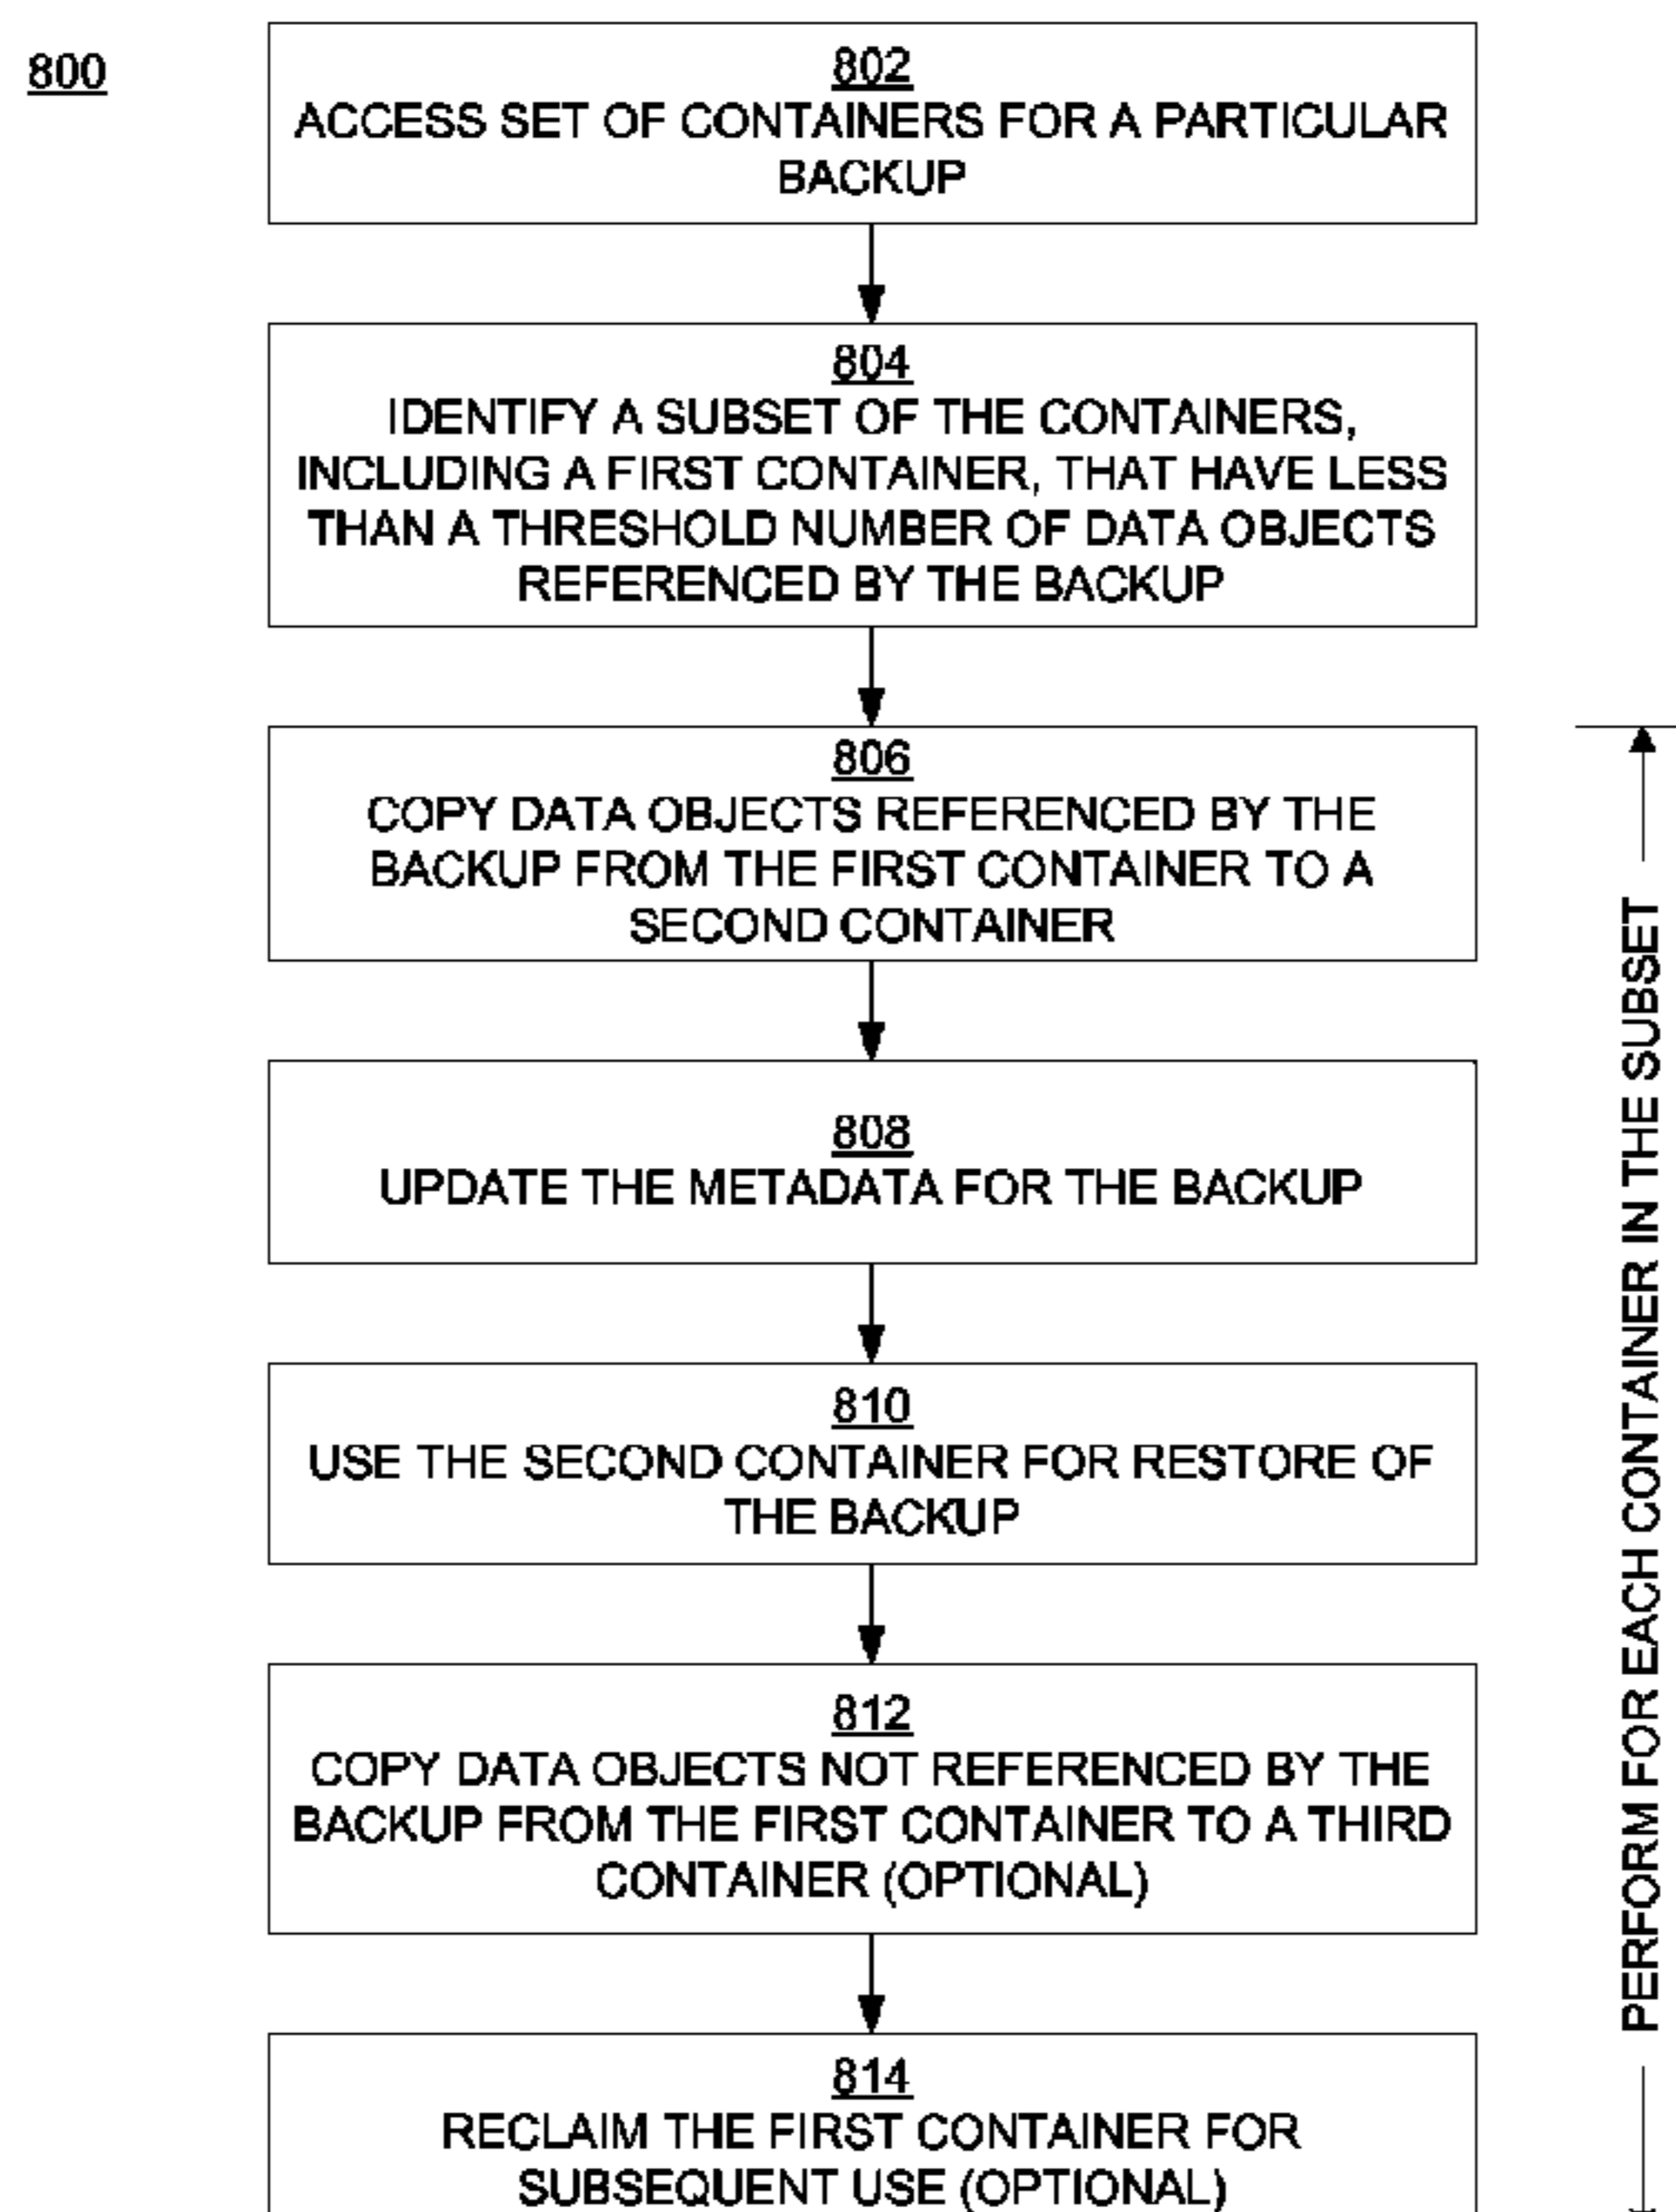 800
802
ACCESS SET OF CONTAINERS FOR A PARTICULAR
BACKUP
804
IDENTIFY A SUBSET OF THE CONTAINERS,
INCLUDING A FIRST CONTAINER, THAT HAVE LESS
THAN A THRESHOLD NUMBER OF DATA OBJECTS
REFERENCED BY THE BACKUP
806
COPY DATA OBJECTS REFERENCED BY THE
BACKUP FROM THE FIRST CONTAINER TO A
SECOND CONTAINER
808
UPDATE THE METADATA FOR THE BACKUP
810
USE THE SECOND CONTAINER FOR RESTORE OF
THE BACKUP
812
COPY DATA OBJECTS NOT REFERENCED BY THE
BACKUP FROM THE FIRST CONTAINER TO A THIRD
CONTAINER (OPTIONAL)
814
RECLAIM THE FIRST CONTAINER FOR
SUBSEQUENT USE (OPTIONAL)
PERFORM FOR EACH CONTAINER IN THE SUBSET